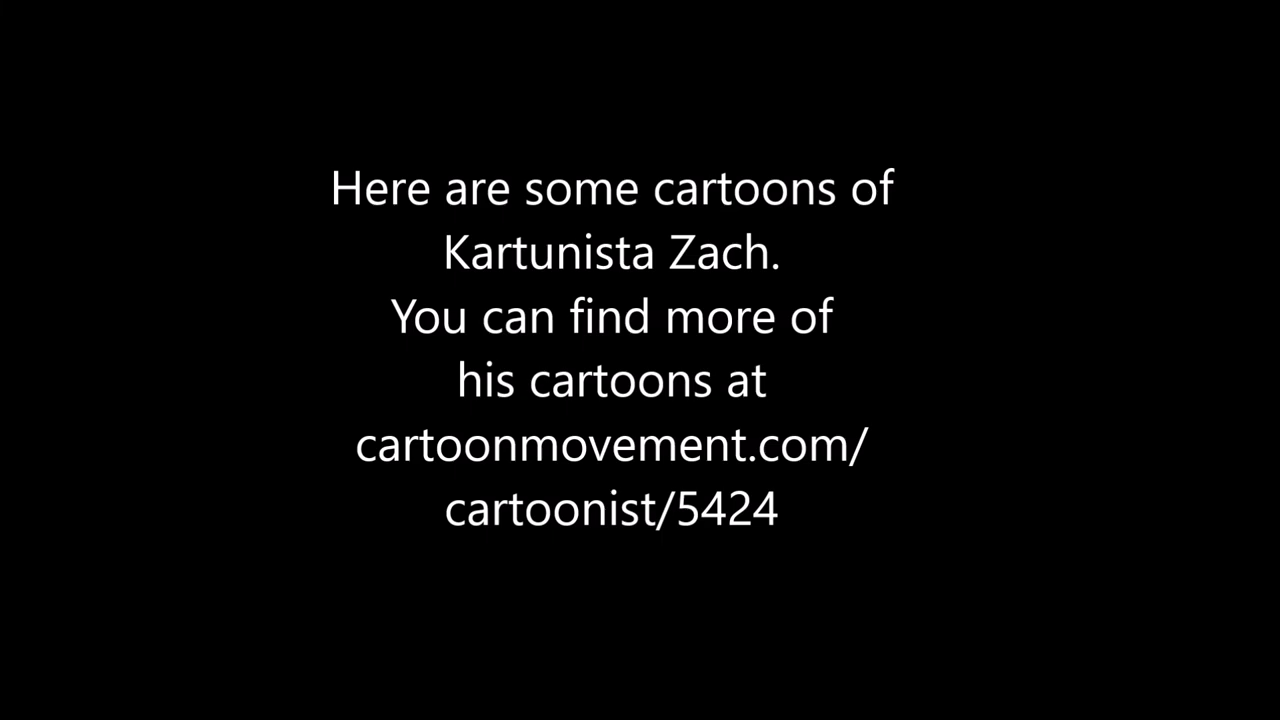 Here are some cartoons of
Kartunista Zach.
You can find more of
his cartoons at
cartoonmovement.com/
cartoonist/5424